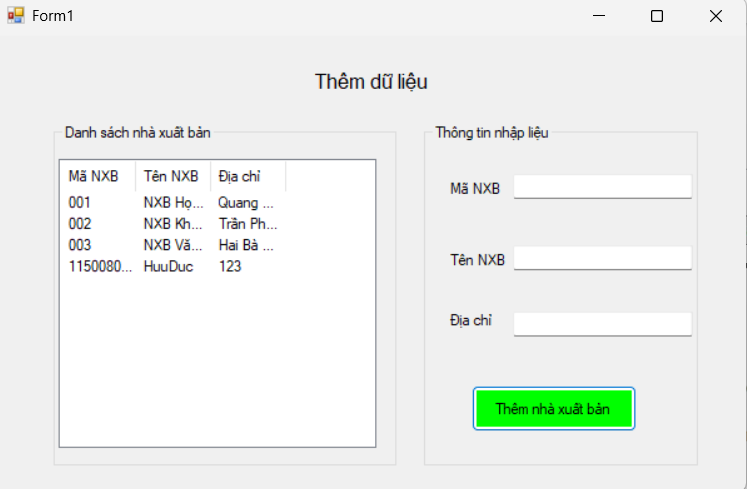 Form1
Thêm dữ liệu
Danh sách nhà xuất bản
Mã NXB Tên NXB Địa chỉ
001 NXB Họ... Quang ...
002 NXB Kh... Trần Ph...
003 NXB Vă... Hai Bà ...
1150080... HuuDuc 123
Thông tin nhập liệu
Mã NXB
Tên NXB
Địa chỉ
Thêm nhà xuất bản